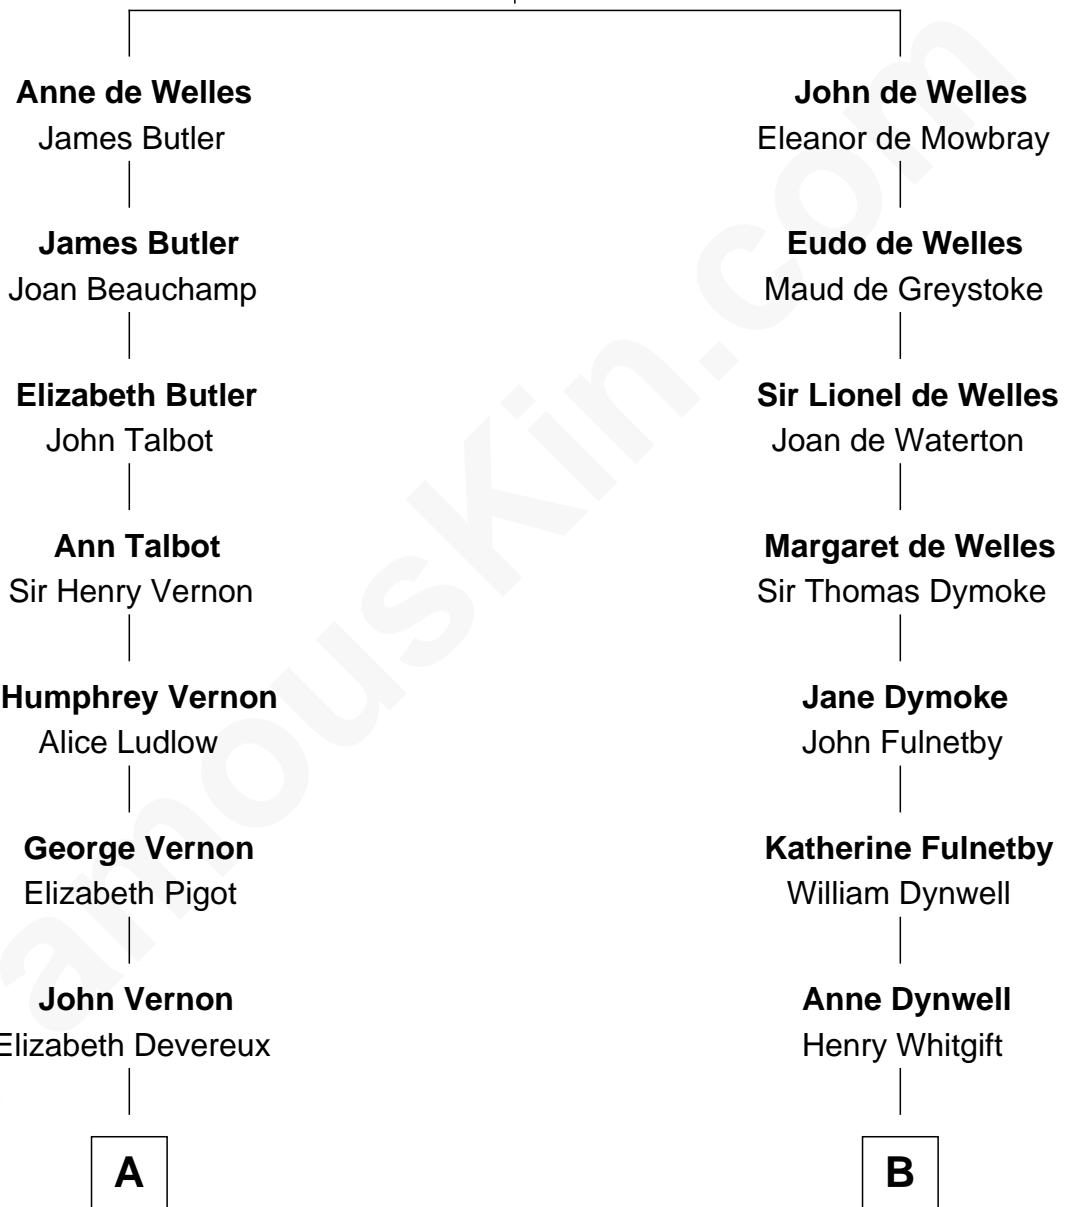 Anne de Welles
James Butler
James Butler
Joan Beauchamp
Elizabeth Butler
John Talbot
Ann Talbot
Sir Henry Vernon
Humphrey Vernon
Alice Ludlow
George Vernon
Elizabeth Pigot
John Vernon
Elizabeth Devereux
A
John de Welles
Eleanor de Mowbray
Eudo de Welles
Maud de Greystoke
Sir Lionel de Welles
Joan de Waterton
Margaret de Welles
Sir Thomas Dymoke
Jane Dymoke
John Fulnetby
Katherine Fulnetby
William Dynwell
Anne Dynwell
Henry Whitgift
B
amouskin.com